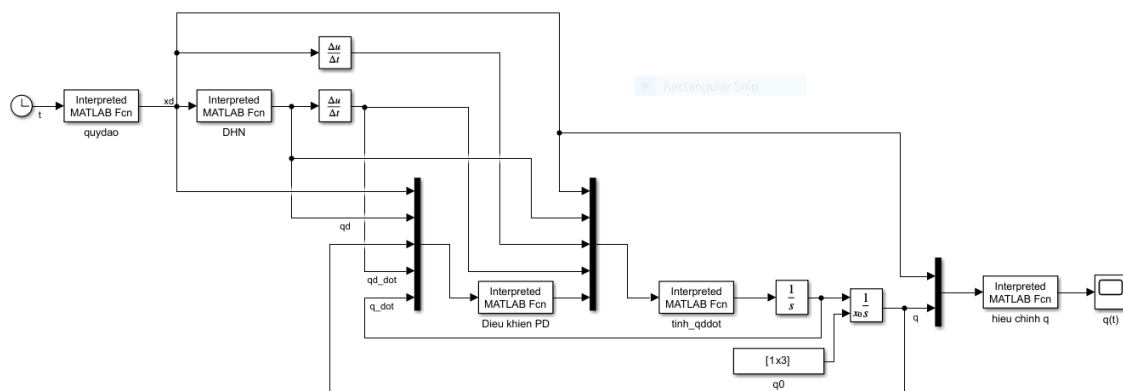 Δu
Δt
Rectangular Snip
t
Interpreted
MATLAB Fcn
quydao
xd
Interpreted
MATLAB Fcn
DHN
Δu
Δt
qd
qd_dot
q_dot
Interpreted
MATLAB Fcn
Dieu khien PD
Interpreted
MATLAB Fcn
tinh_qddot
1
s
1
x₀ s
q
[1x3]
q0
Interpreted
MATLAB Fcn
hieu chinh q
q(t)